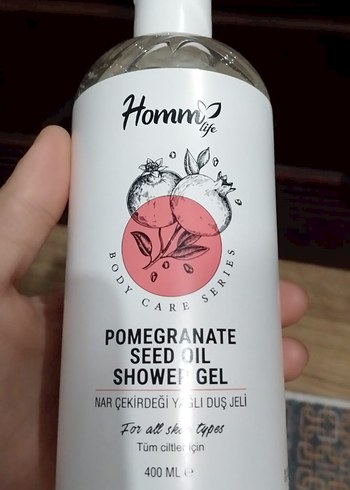 Homm
life
BODY CARE SERIES
POMEGRANATE
SEED OIL
SHOWER GEL
NAR ÇEKİRDEĞİ YAĞLI DUŞ JELİ
For all skin types
Tüm ciltler için
400 ML e